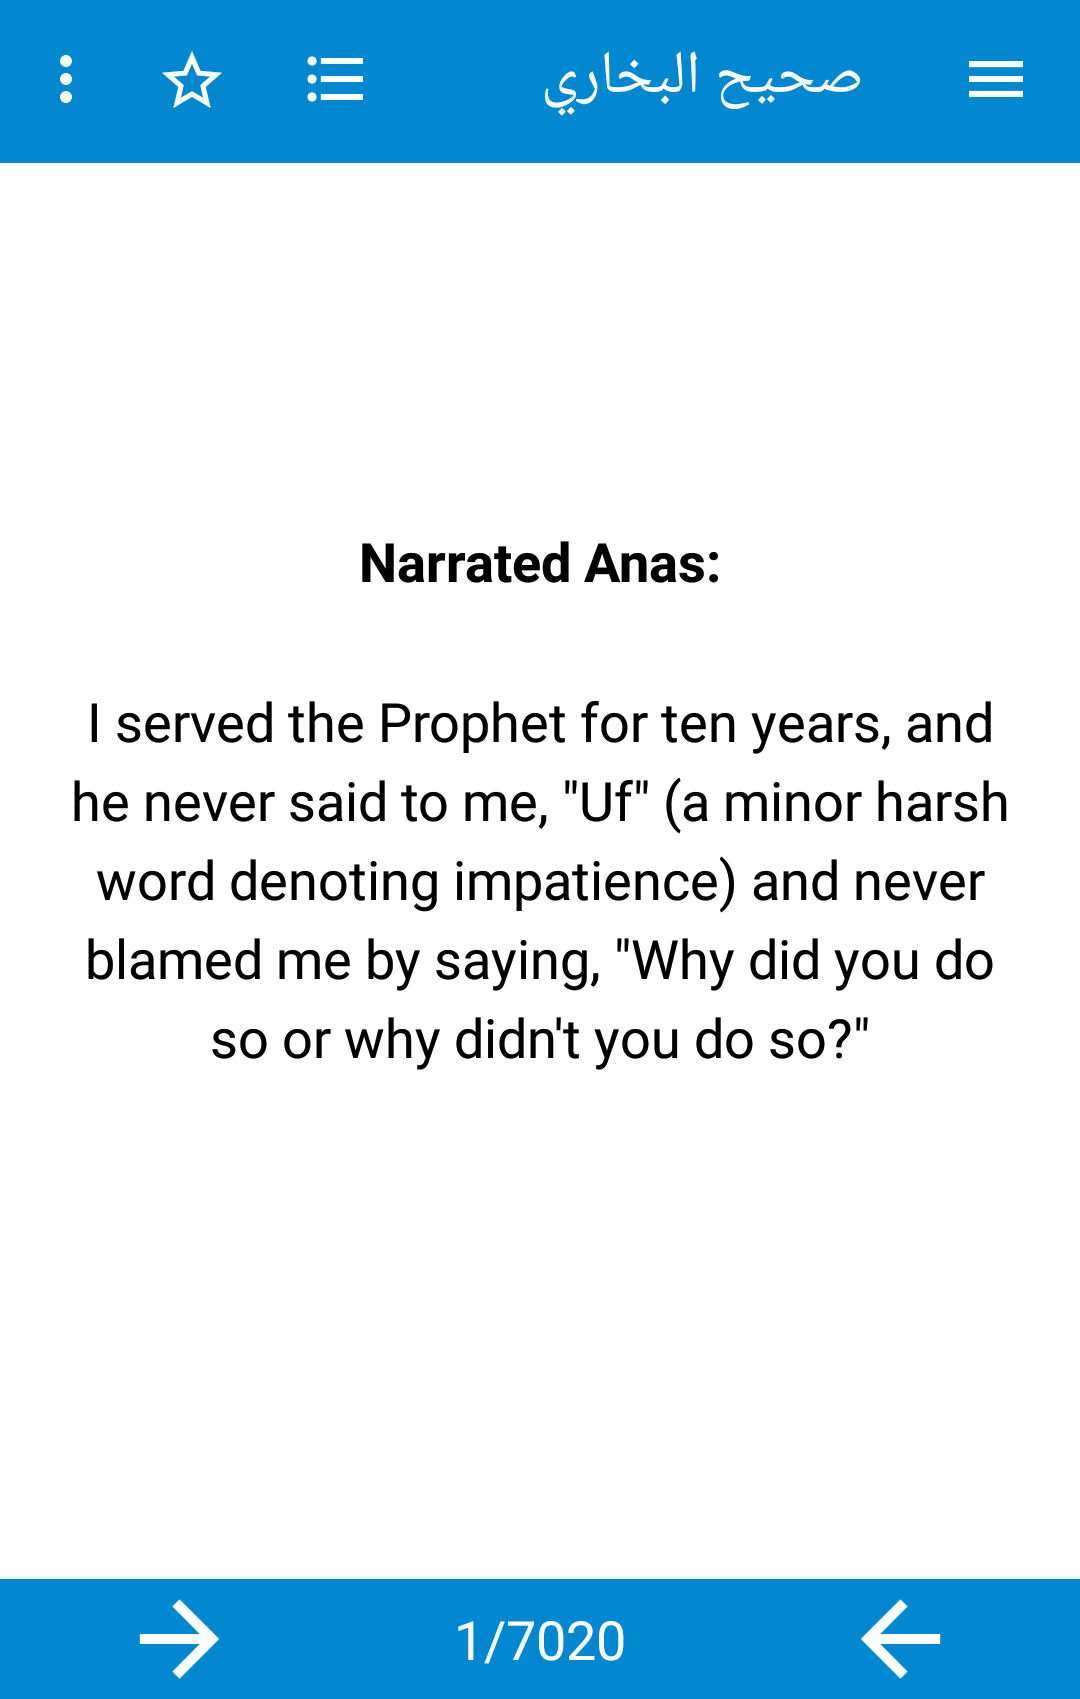 صحيح البخاري
Narrated Anas:
I served the Prophet for ten years, and
he never said to me, "Uf" (a minor harsh
word denoting impatience) and never
blamed me by saying, "Why did you do
so or why didn't you do so?"
1/7020